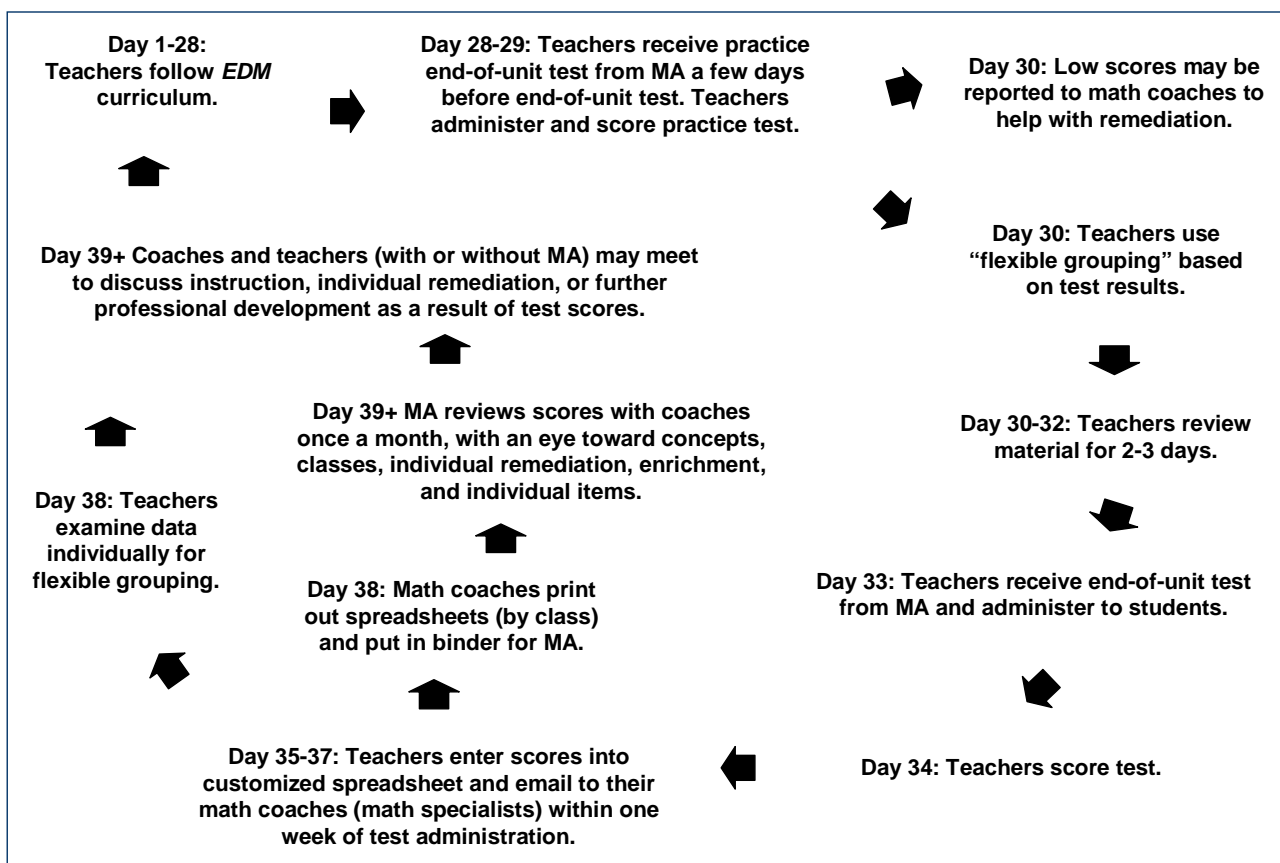 Day 1-28:
Teachers follow EDM
curriculum.
Day 28-29: Teachers receive practice
end-of-unit test from MA a few days
before end-of-unit test. Teachers
administer and score practice test.
Day 30: Low scores may be
reported to math coaches to
help with remediation.
Day 30: Teachers use
“flexible grouping” based
on test results.
Day 30-32: Teachers review
material for 2-3 days.
Day 33: Teachers receive end-of-unit test
from MA and administer to students.
Day 34: Teachers score test.
Day 35-37: Teachers enter scores into
customized spreadsheet and email to their
math coaches (math specialists) within one
week of test administration.
Day 38: Teachers
examine data
individually for
flexible grouping.
Day 38: Math coaches print
out spreadsheets (by class)
and put in binder for MA.
Day 39+ MA reviews scores with coaches
once a month, with an eye toward concepts,
classes, individual remediation, enrichment,
and individual items.
Day 39+ Coaches and teachers (with or without MA) may meet
to discuss instruction, individual remediation, or further
professional development as a result of test scores.